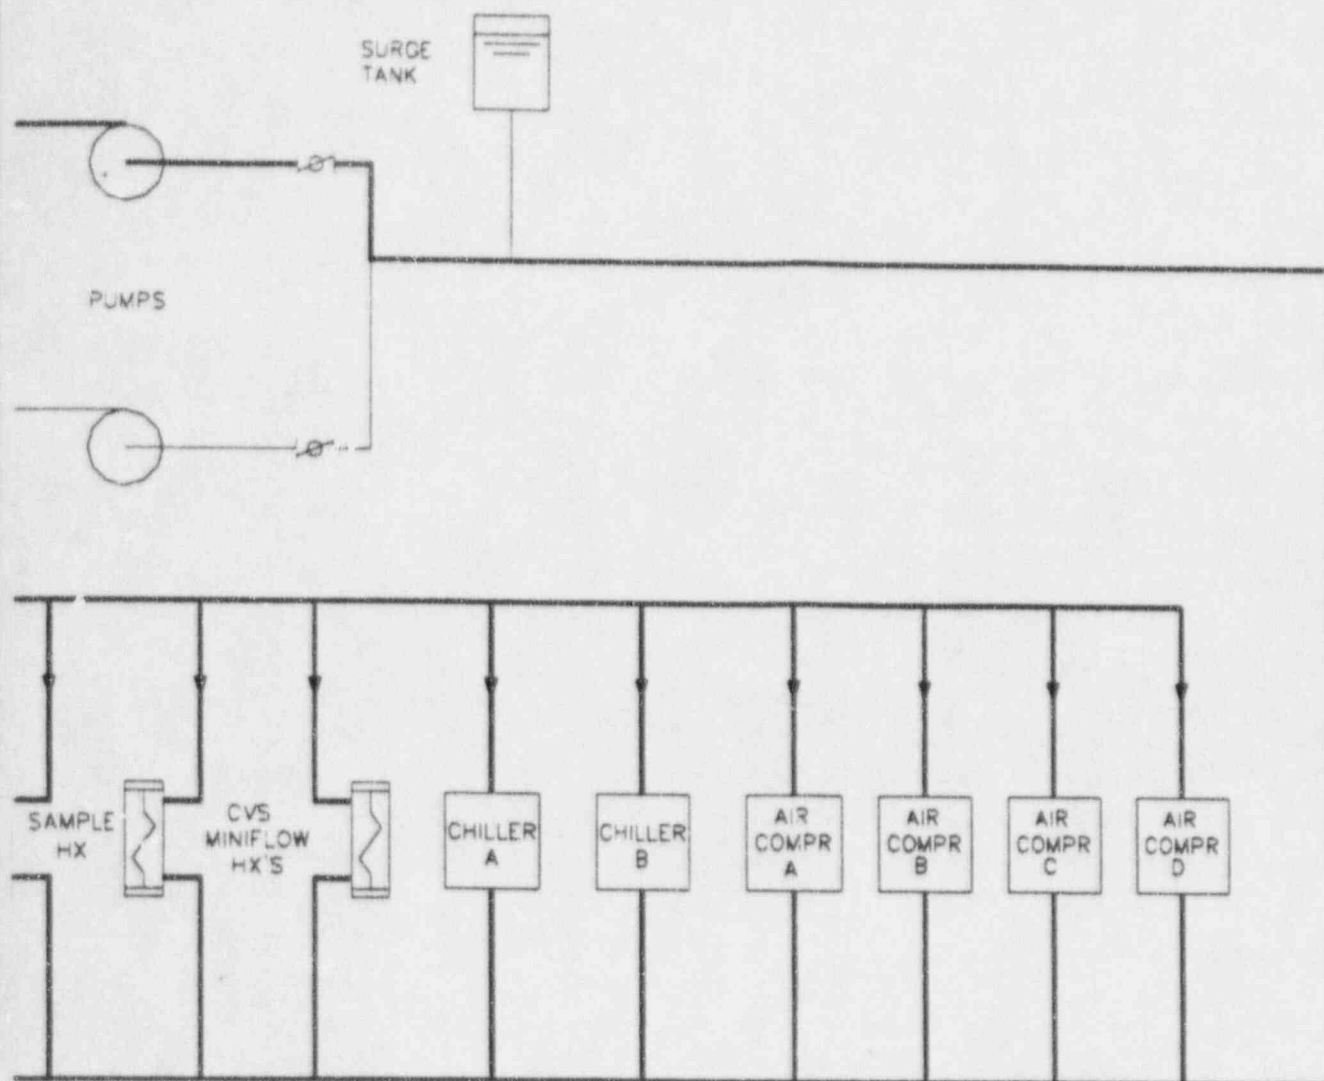 SURGE
TANK
PUMPS
SAMPLE
HX
CVS
MINIFLOW
HX'S
CHILLER
A
CHILLER
B
AIR
COMPR
A
AIR
COMPR
B
AIR
COMPR
C
AIR
COMPR
D